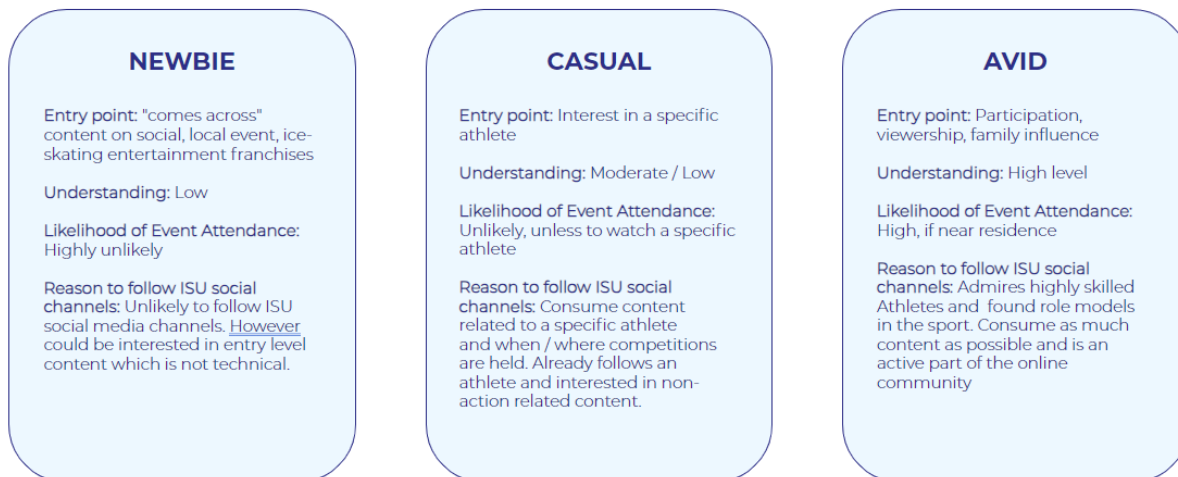 NEWBIE
Entry point: "comes across"
content on social, local event, ice-
skating entertainment franchises
Understanding: Low
Likelihood of Event Attendance:
Highly unlikely
Reason to follow ISU social
channels: Unlikely to follow ISU
social media channels. However
could be interested in entry level
content which is not technical.
CASUAL
Entry point: Interest in a specific
athlete
Understanding: Moderate / Low
Likelihood of Event Attendance:
Unlikely, unless to watch a specific
athlete
Reason to follow ISU social
channels: Consume content
related to a specific athlete
and when / where competitions
are held. Already follows an
athlete and interested in non-
action related content.
AVID
Entry point: Participation,
viewership, family influence
Understanding: High level
Likelihood of Event Attendance:
High, if near residence
Reason to follow ISU social
channels: Admires highly skilled
Athletes and  found role models
in the sport. Consume as much
content as possible and is an
active part of the online
community